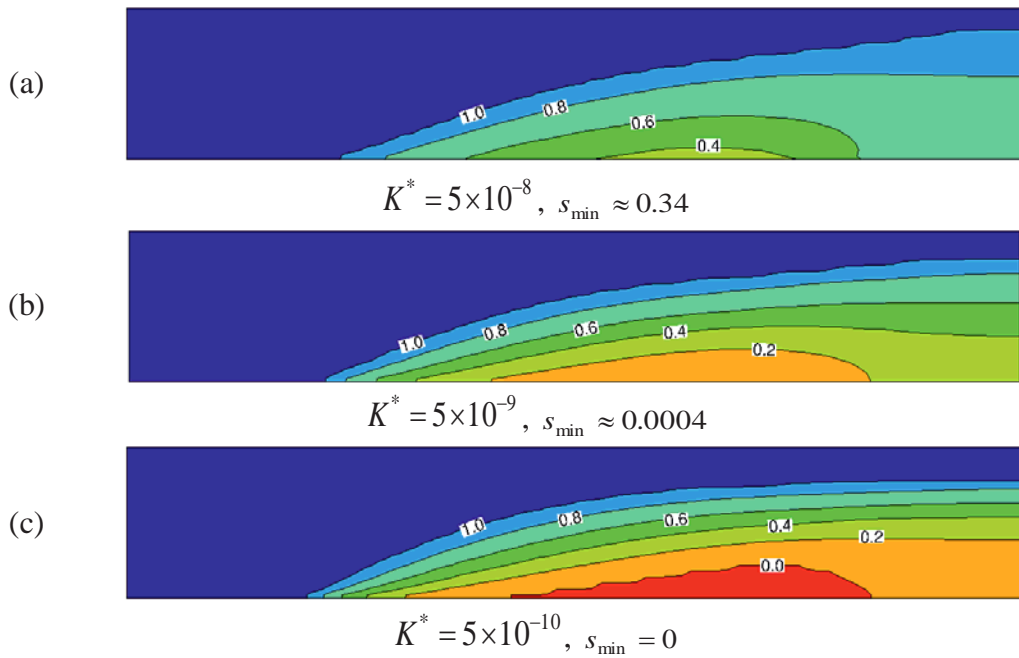 (a)
1.0 0.8 0.6 0.4
K* = 5×10⁻⁸, s_min ≈ 0.34
(b)
1.0 0.8 0.6 0.4 0.2
K* = 5×10⁻⁹, s_min ≈ 0.0004
(c)
1.0 0.8 0.6 0.4 0.2 0.0
K* = 5×10⁻¹⁰, s_min = 0